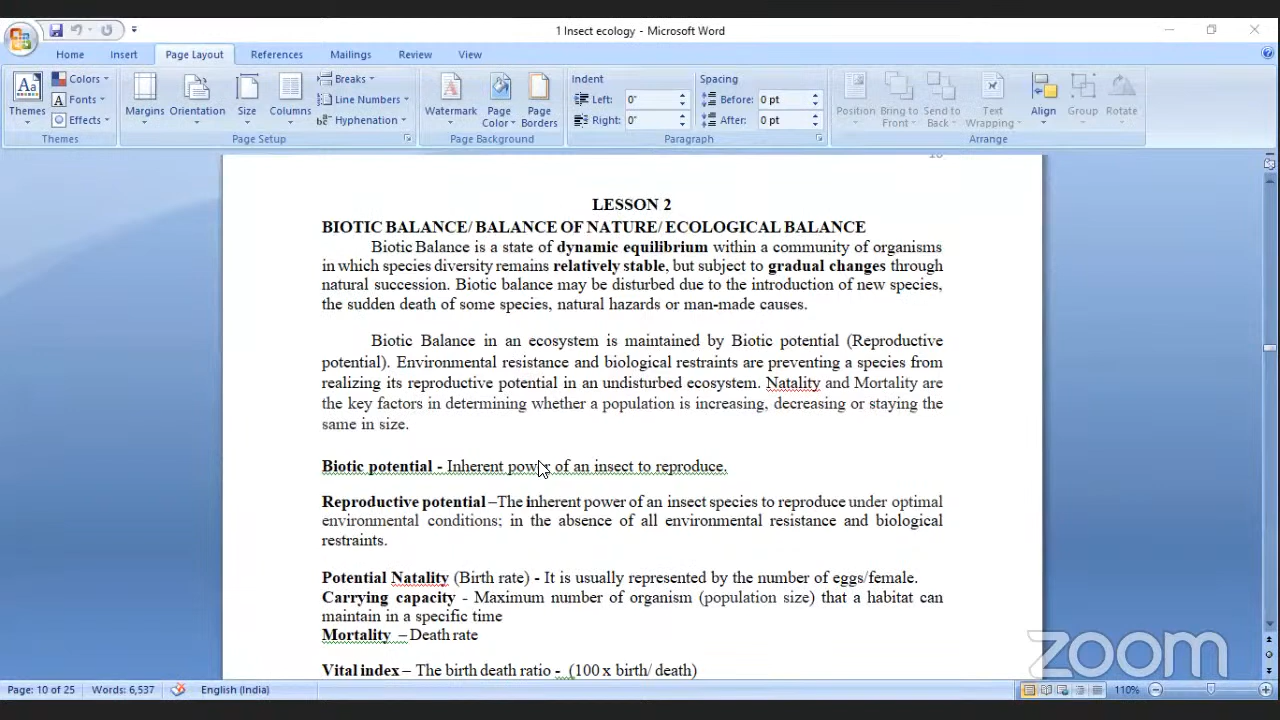 1 Insect ecology - Microsoft Word
Home Insert Page Layout References Mailings Review View
Themes Colors Fonts Effects Themes
Margins Orientation Size Columns Breaks Line Numbers Hyphenation Page Setup
Watermark Page Color Page Borders Page Background
Indent Spacing
Left: 0" Before: 0 pt
Right: 0" After: 0 pt
Paragraph
Position Bring to Front Send to Back Text Wrapping Align Group Rotate
Arrange
LESSON 2
BIOTIC BALANCE/ BALANCE OF NATURE/ ECOLOGICAL BALANCE
Biotic Balance is a state of dynamic equilibrium within a community of organisms
in which species diversity remains relatively stable, but subject to gradual changes through
natural succession. Biotic balance may be disturbed due to the introduction of new species,
the sudden death of some species, natural hazards or man-made causes.
Biotic Balance in an ecosystem is maintained by Biotic potential (Reproductive
potential). Environmental resistance and biological restraints are preventing a species from
realizing its reproductive potential in an undisturbed ecosystem. Natality and Mortality are
the key factors in determining whether a population is increasing, decreasing or staying the
same in size.
Biotic potential - Inherent power of an insect to reproduce.
Reproductive potential –The inherent power of an insect species to reproduce under optimal
environmental conditions; in the absence of all environmental resistance and biological
restraints.
Potential Natality (Birth rate) - It is usually represented by the number of eggs/female.
Carrying capacity - Maximum number of organism (population size) that a habitat can
maintain in a specific time
Mortality – Death rate
Vital index – The birth death ratio - (100 x birth/ death)
zoom
Page: 10 of 25 Words: 6,537 English (India) 110%